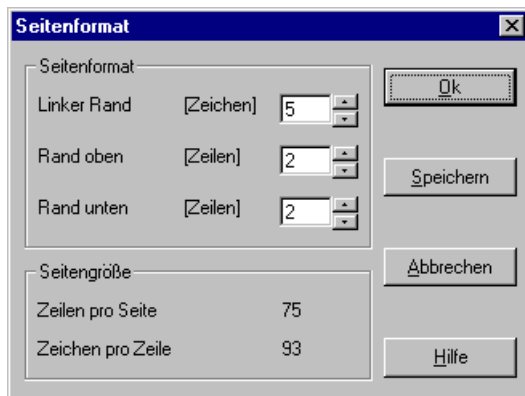 Seitenformat
Seitenformat
Linker Rand [Zeichen] 5
Rand oben [Zeilen] 2
Rand unten [Zeilen] 2
Seitengröße
Zeilen pro Seite 75
Zeichen pro Zeile 93
Ok
Speichern
Abbrechen
Hilfe